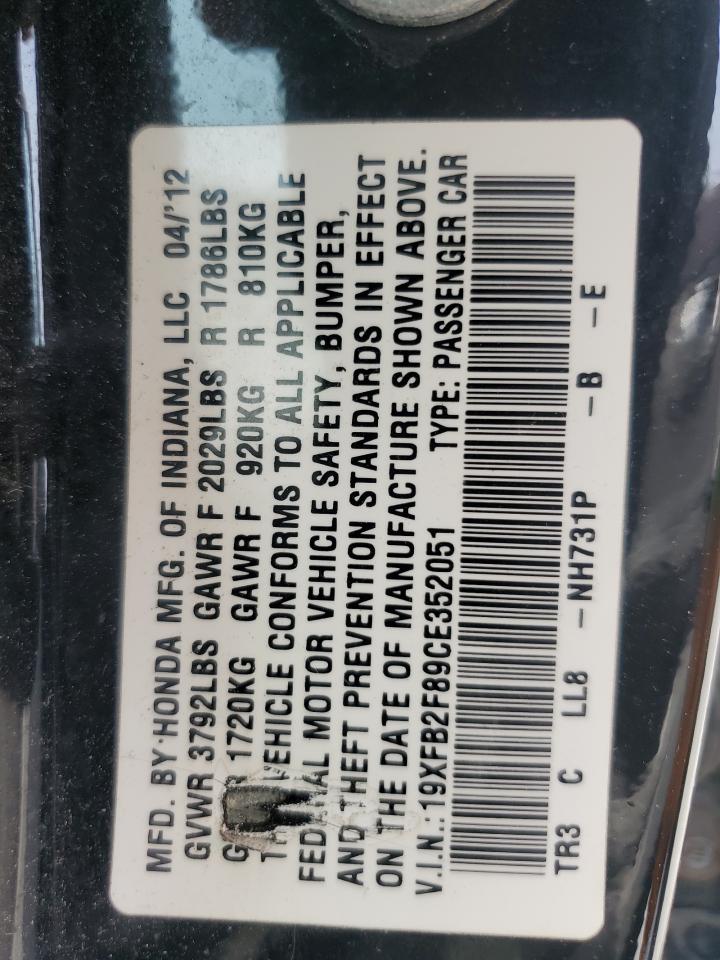 MFD. BY HONDA MFG. OF INDIANA, LLC 04/'12
GVWR 3792LBS GAWR F 2029LBS R 1786LBS
1720KG GAWR F 920KG R 810KG
VEHICLE CONFORMS TO ALL APPLICABLE
MOTOR VEHICLE SAFETY, BUMPER,
AND THEFT PREVENTION STANDARDS IN EFFECT
ON THE DATE OF MANUFACTURE SHOWN ABOVE.
V.I.N.: 19XFB2F89CE352051 TYPE: PASSENGER CAR
TR3 C LL8 -NH731P -B -E